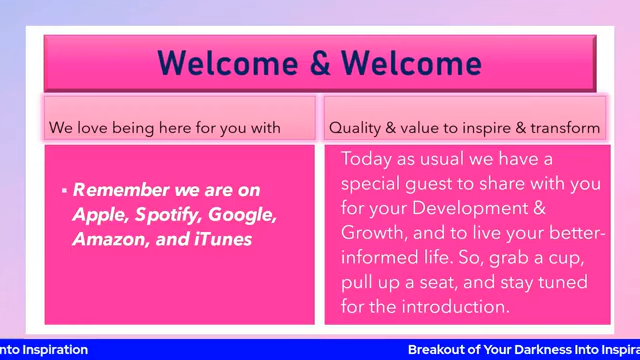 Welcome & Welcome
We love being here for you with
Quality & value to inspire & transform
▪ Remember we are on
Apple, Spotify, Google,
Amazon, and iTunes
Today as usual we have a
special guest to share with you
for your Development &
Growth, and to live your better-
informed life. So, grab a cup,
pull up a seat, and stay tuned
for the introduction.
nto Inspiration
Breakout of Your Darkness Into Inspira